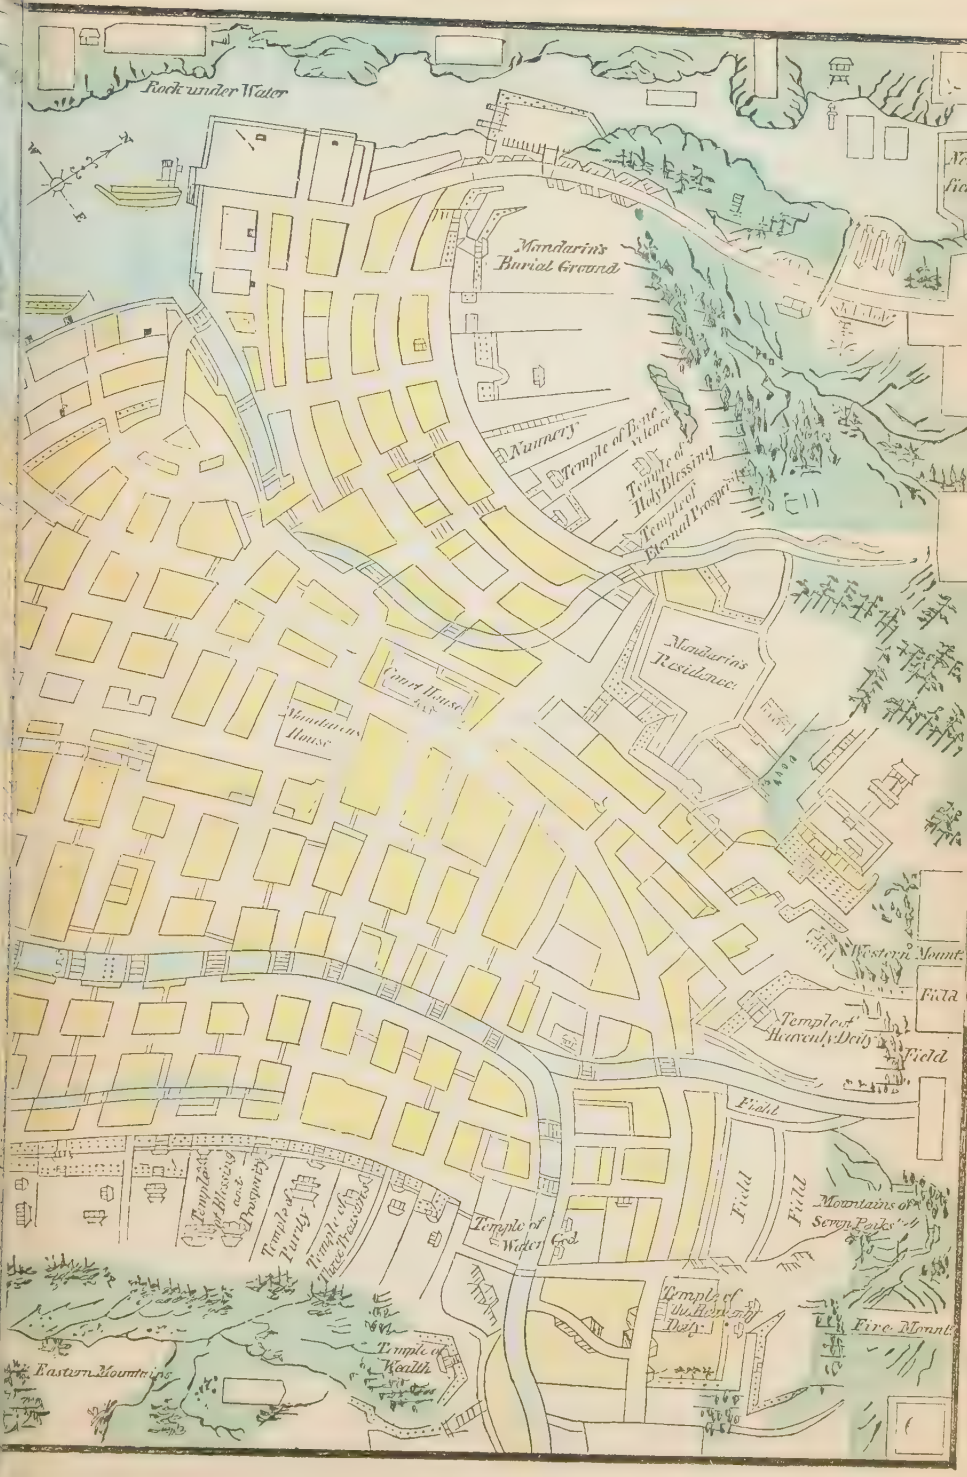 Rock under Water
N
E
Mandarin's
Burial Ground
Nunnery
Temple of Bene-
volence
Temple of
Holy Blessing
Temple of
Eternal Prosperity
Mandarin's
Residence
Court House
Mandarins
House
Western Mount.
Field
Temple of
Heavenly Deity
Field
Field
Field
Field
Mountains of
Seven Parks
Temple
of Blessing
and
Prosperity
Temple of
Purity
Temple of
Three Treasures
Temple of
Water God
Temple of
the Heavenly
Deity
Fire Mount.
Temple of
Wealth
Eastern Mountains